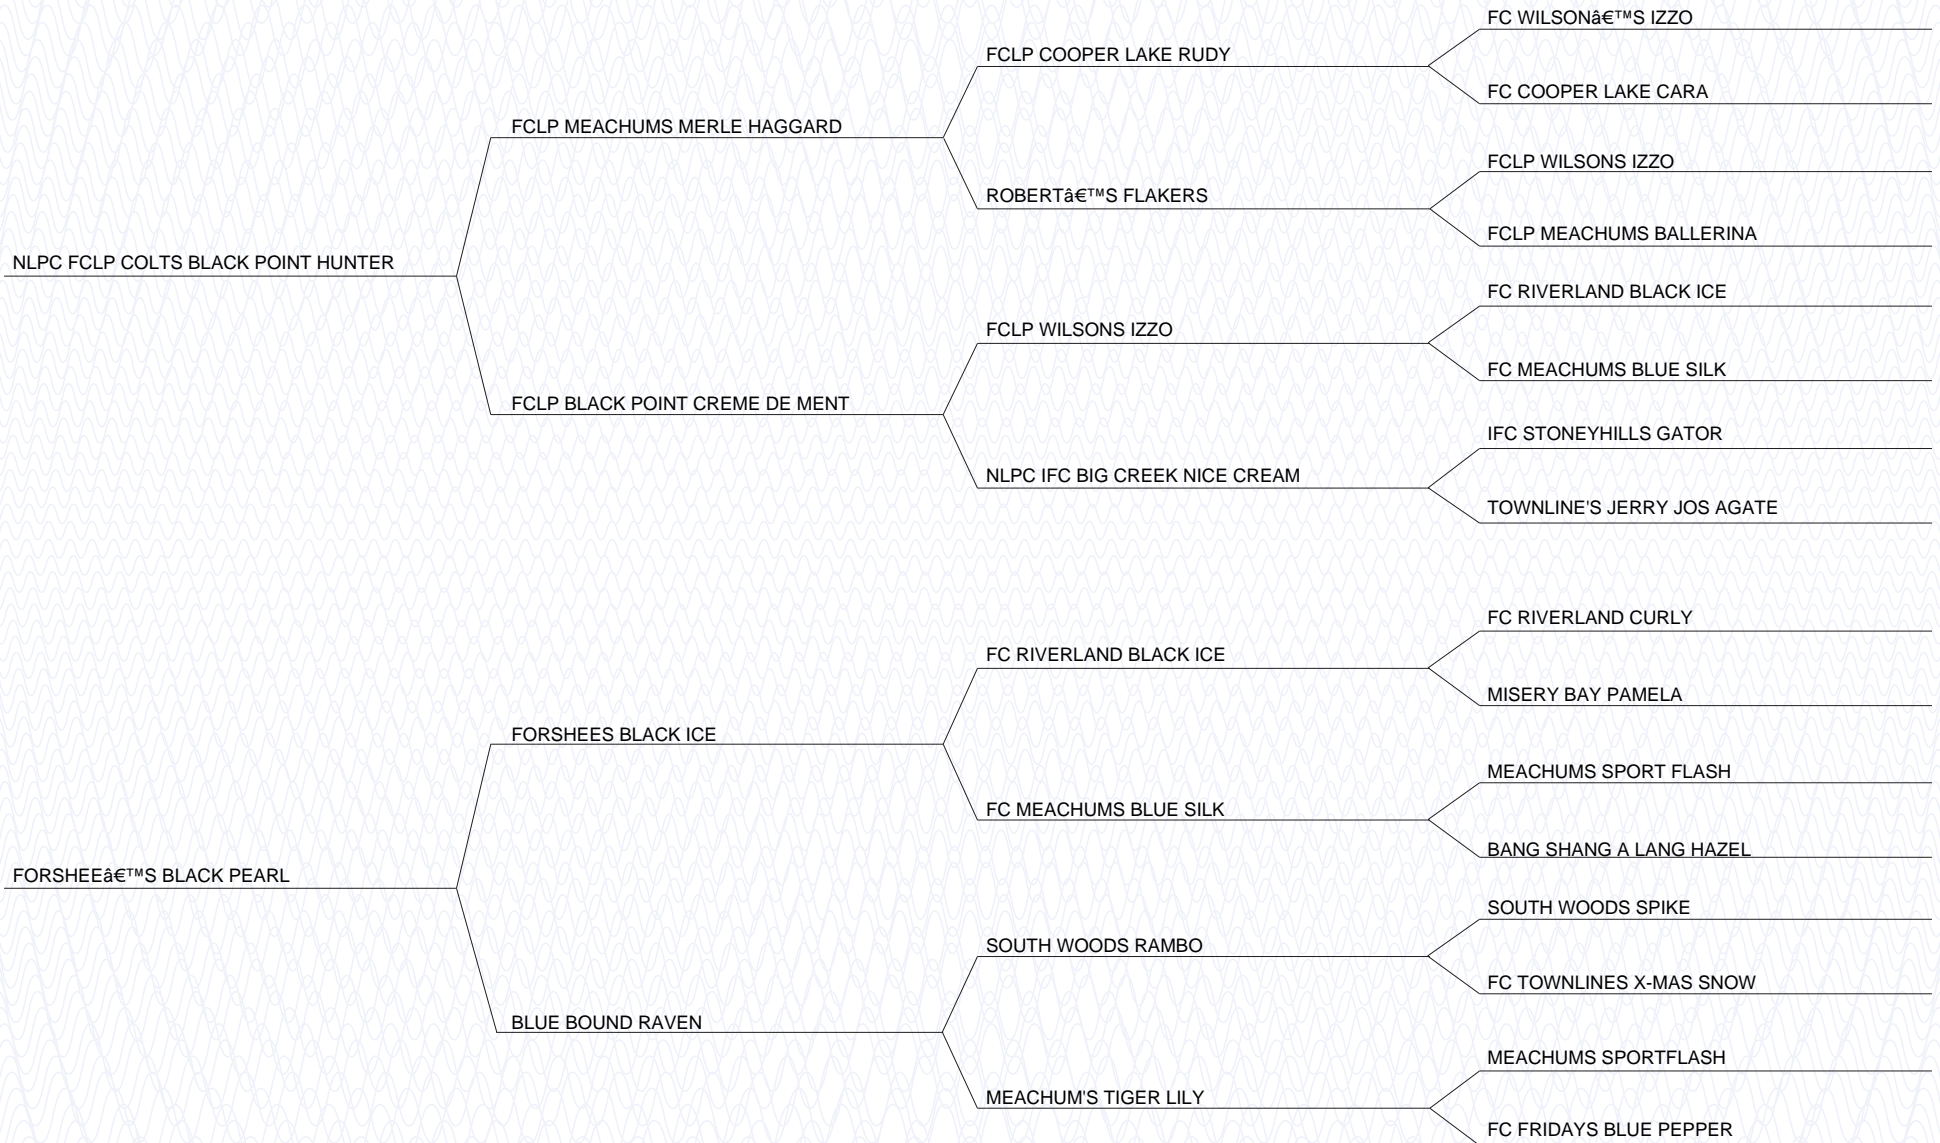 FC WILSONâ€™S IZZO
FCLP COOPER LAKE RUDY
FC COOPER LAKE CARA
FCLP MEACHUMS MERLE HAGGARD
FCLP WILSONS IZZO
ROBERTâ€™S FLAKERS
FCLP MEACHUMS BALLERINA
NLPC FCLP COLTS BLACK POINT HUNTER
FC RIVERLAND BLACK ICE
FCLP WILSONS IZZO
FC MEACHUMS BLUE SILK
FCLP BLACK POINT CREME DE MENT
IFC STONEYHILLS GATOR
NLPC IFC BIG CREEK NICE CREAM
TOWNLINE'S JERRY JOS AGATE
FC RIVERLAND CURLY
FC RIVERLAND BLACK ICE
MISERY BAY PAMELA
FORSHEES BLACK ICE
MEACHUMS SPORT FLASH
FC MEACHUMS BLUE SILK
BANG SHANG A LANG HAZEL
FORSHEEâ€™S BLACK PEARL
SOUTH WOODS SPIKE
SOUTH WOODS RAMBO
FC TOWNLINES X-MAS SNOW
BLUE BOUND RAVEN
MEACHUMS SPORTFLASH
MEACHUM'S TIGER LILY
FC FRIDAYS BLUE PEPPER